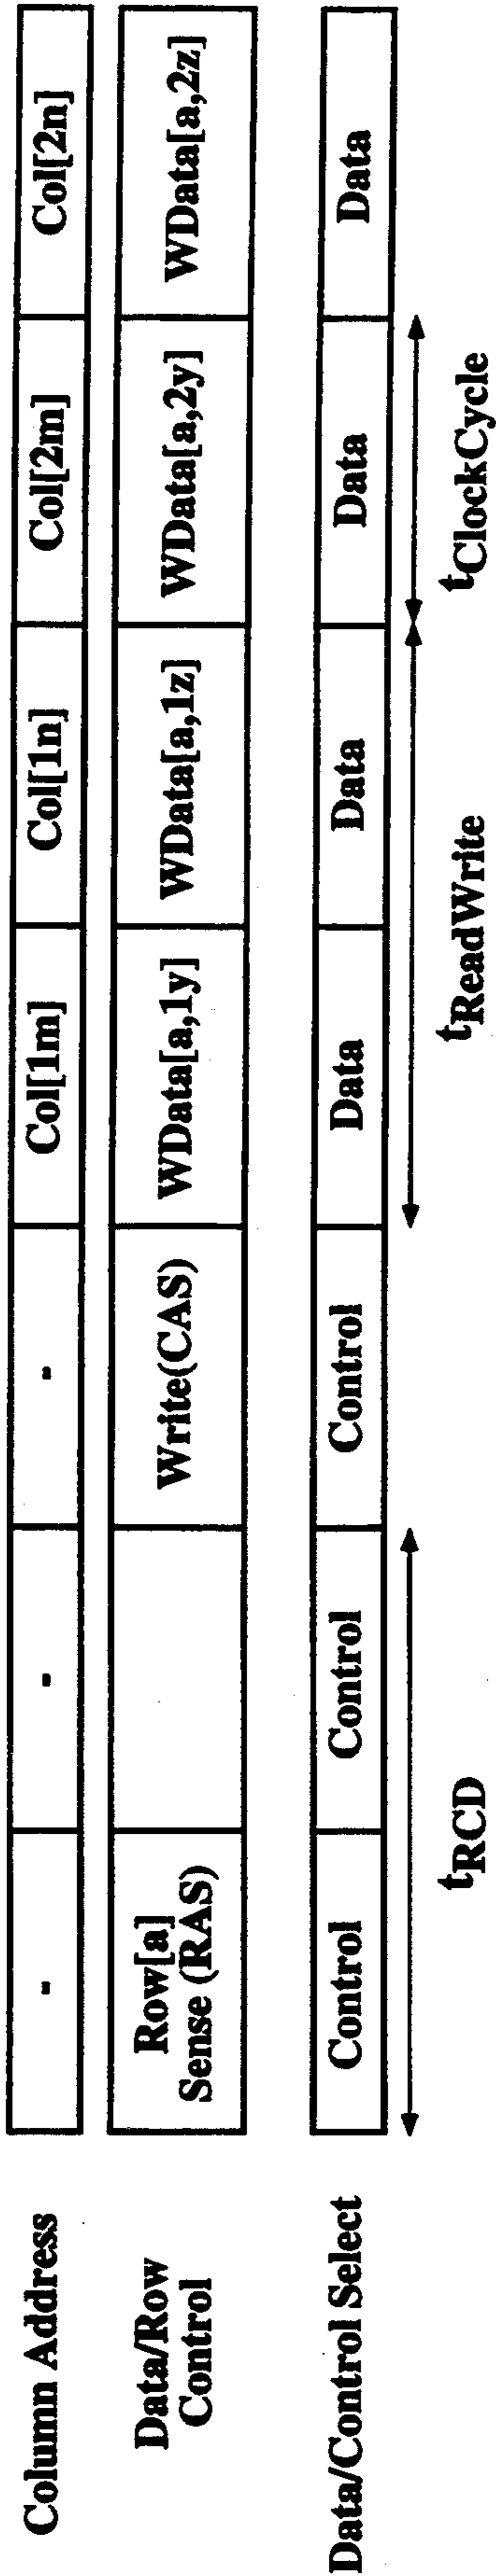 Column Address
-
-
-
Col[1m]
Col[1n]
Col[2m]
Col[2n]
Data/Row
Control
Row[a]
Sense (RAS)
Write(CAS)
WData[a,1y]
WData[a,1z]
WData[a,2y]
WData[a,2z]
Data/Control Select
Control
Control
Control
Data
Data
Data
Data
tRCD
tReadWrite
tClockCycle